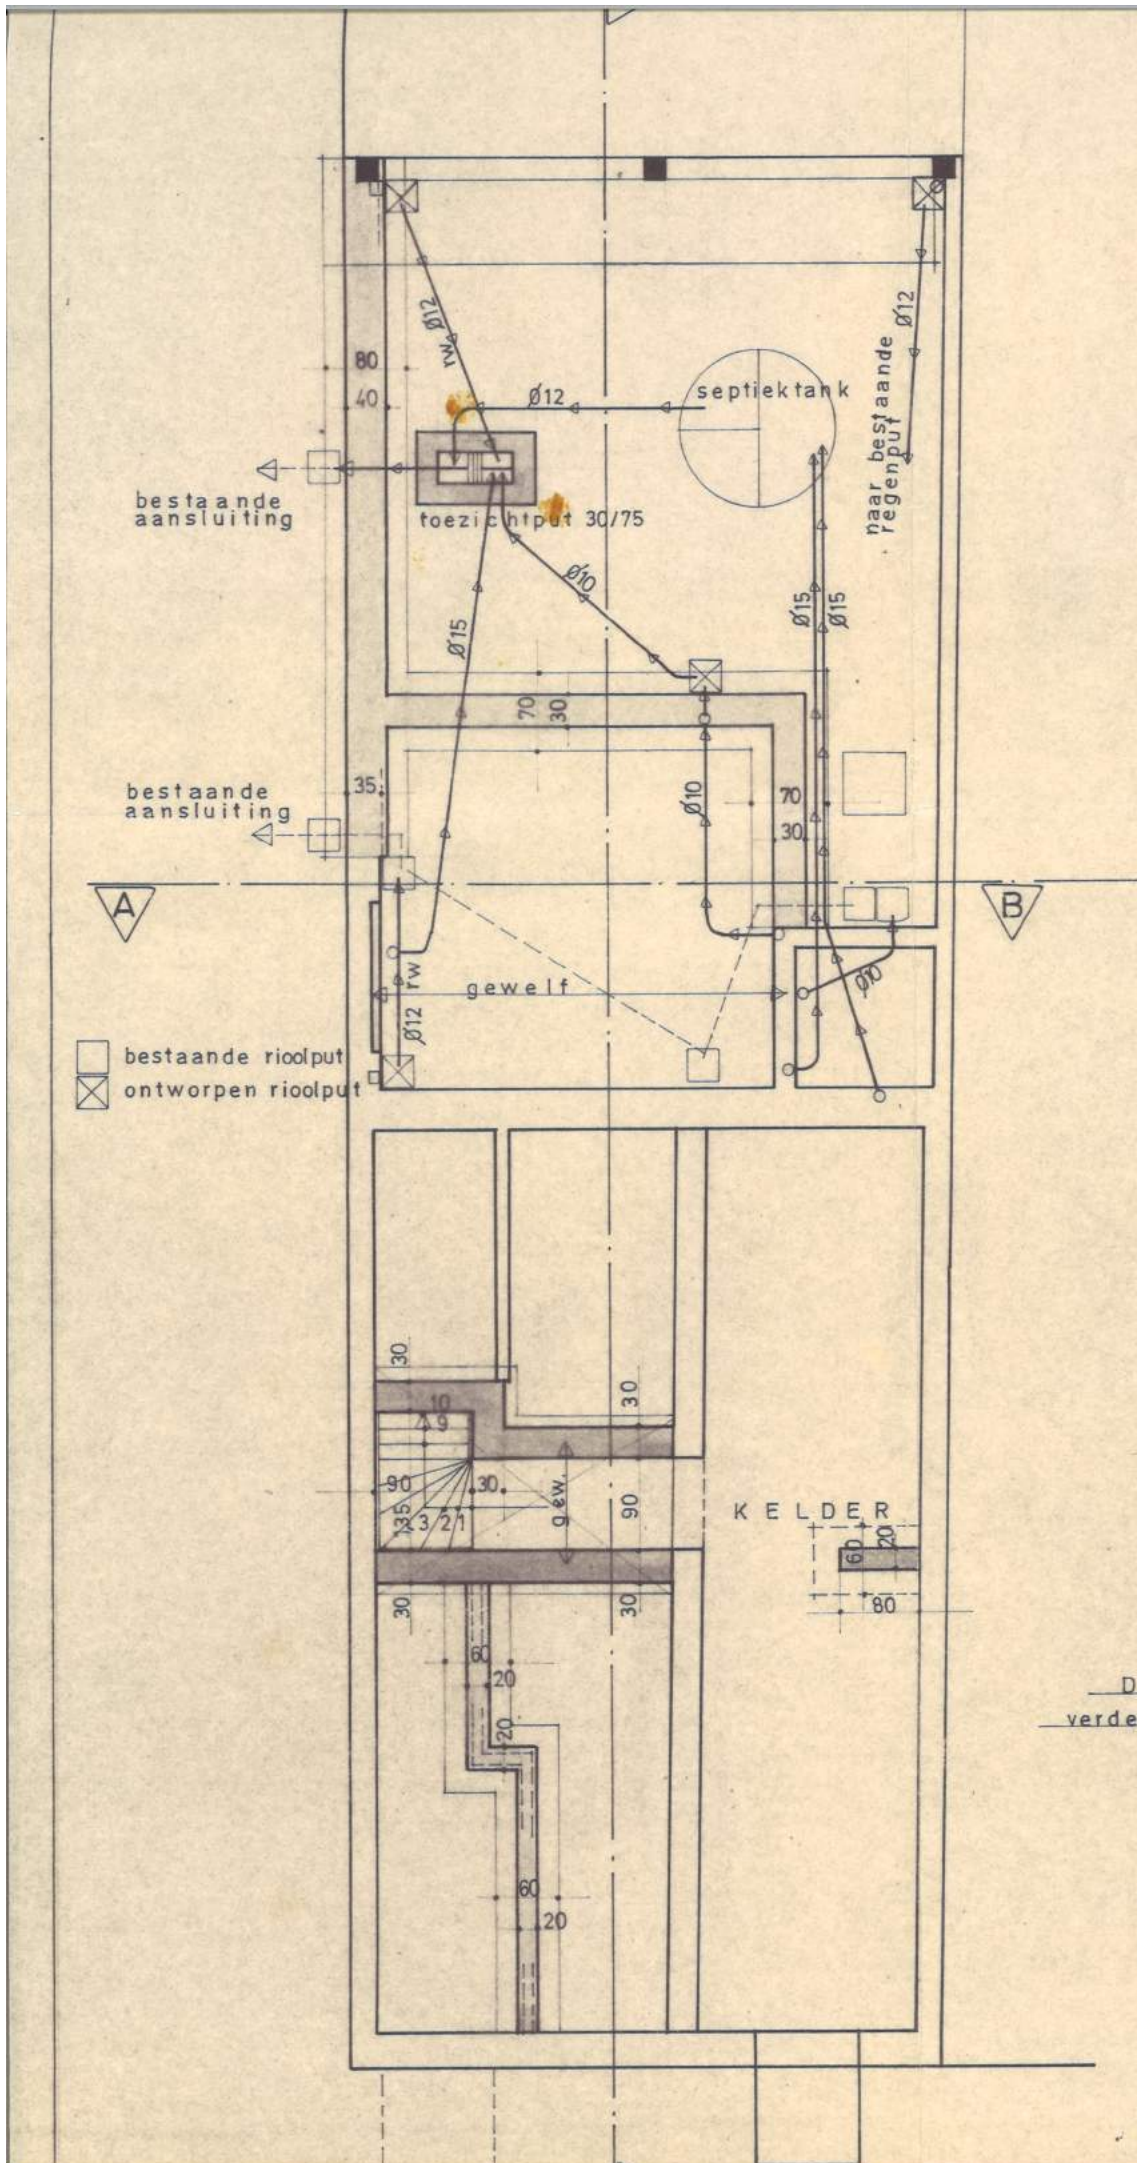 Ø12
rw
Ø12
80
40
Ø12
septiektank
naar bestaande
regenput
bestaande
aansluiting
toezichtput 30/75
Ø10
Ø15
Ø15
Ø15
70
30
bestaande
aansluiting
35
Ø10
70
30
A
B
gewelf
rw
Ø12
Ø10
bestaande rioolput
ontworpen rioolput
30
10
9
30
90
30
gew.
90
135
3
2
1
KELDER
60
20
80
30
30
60
20
20
D
verde
60
20